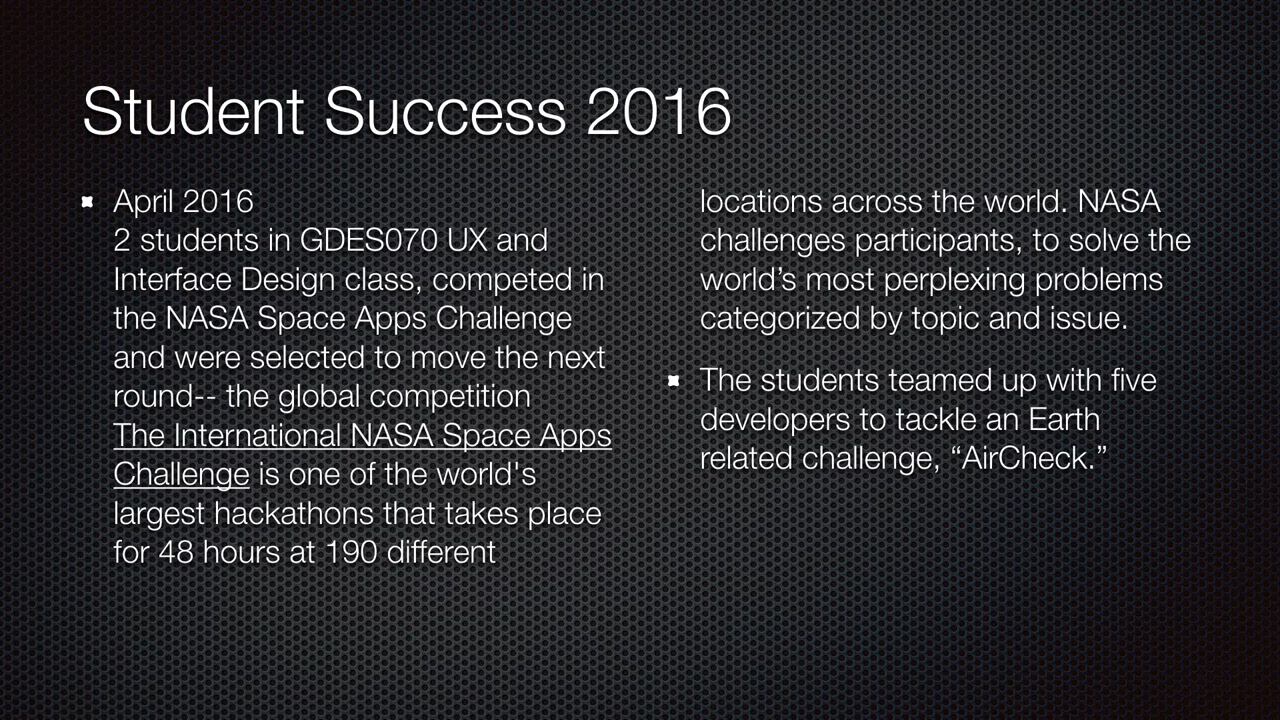 Student Success 2016
April 2016
2 students in GDES070 UX and
Interface Design class, competed in
the NASA Space Apps Challenge
and were selected to move the next
round-- the global competition
The International NASA Space Apps
Challenge is one of the world's
largest hackathons that takes place
for 48 hours at 190 different
locations across the world. NASA
challenges participants, to solve the
world’s most perplexing problems
categorized by topic and issue.
The students teamed up with five
developers to tackle an Earth
related challenge, “AirCheck.”